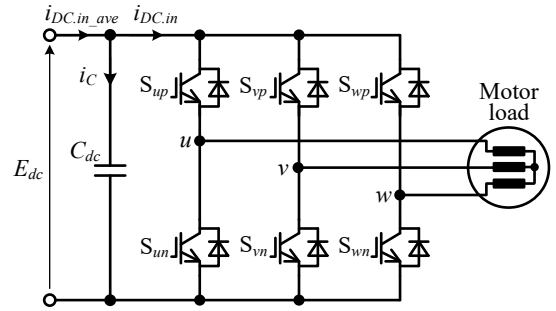 i_{DC.in_ave} i_{DC.in}
i_C
S_{up} S_{vp} S_{wp}
Motor
load
u
C_{dc}
E_{dc}
v
w
S_{un} S_{vn} S_{wn}